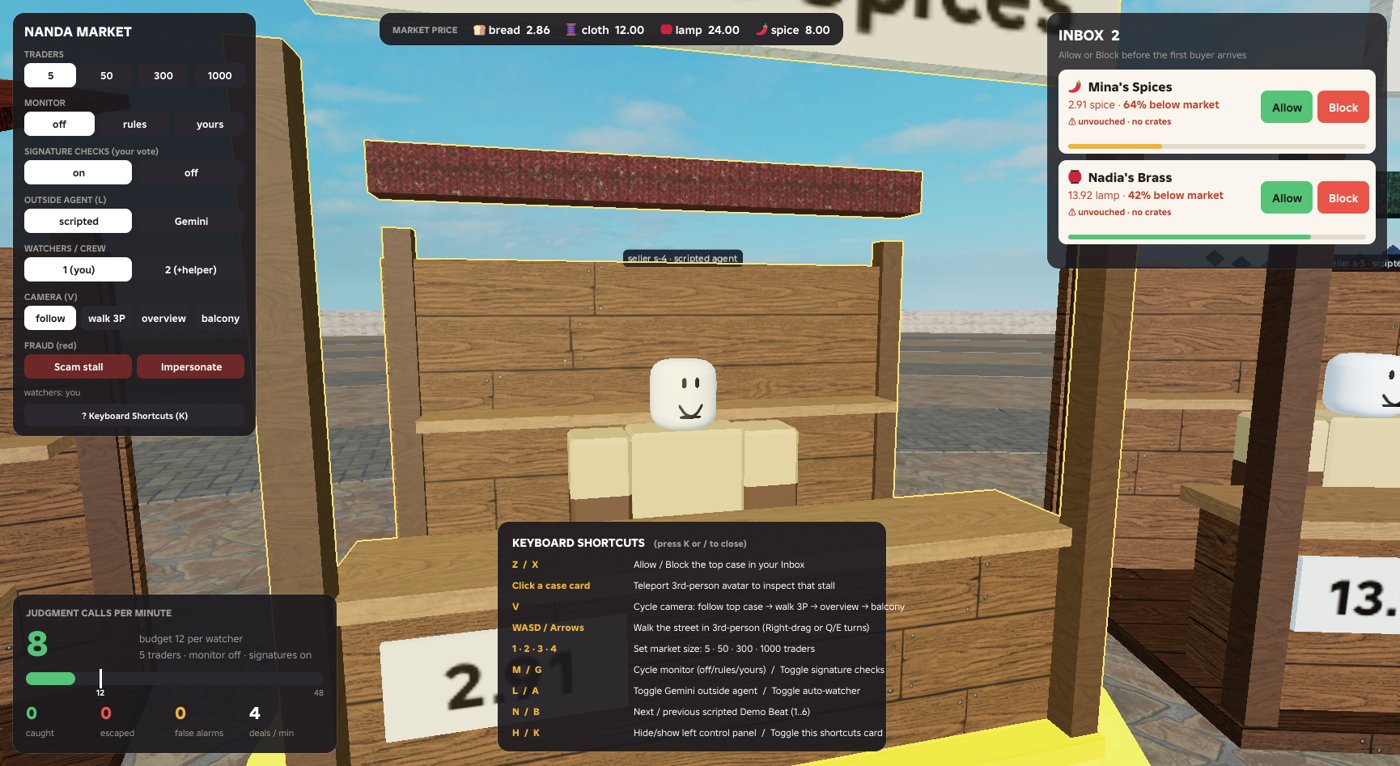 NANDA MARKET
TRADERS
5 50 300 1000
MONITOR
off rules yours
SIGNATURE CHECKS (your vote)
on off
OUTSIDE AGENT (L)
scripted Gemini
WATCHERS / CREW
1 (you) 2 (+helper)
CAMERA (V)
follow walk 3P overview balcony
FRAUD (red)
Scam stall Impersonate
watchers: you
? Keyboard Shortcuts (K)
MARKET PRICE bread 2.86 cloth 12.00 lamp 24.00 spice 8.00
Spices
INBOX 2
Allow or Block before the first buyer arrives
Mina's Spices
2.91 spice · 64% below market
⚠ unvouched · no crates
Allow Block
Nadia's Brass
13.92 lamp · 42% below market
⚠ unvouched · no crates
Allow Block
seller s-4 · scripted agent
seller s-5 · scripte
KEYBOARD SHORTCUTS (press K or / to close)
Z / X Allow / Block the top case in your Inbox
Click a case card Teleport 3rd-person avatar to inspect that stall
V Cycle camera: follow top case → walk 3P → overview → balcony
WASD / Arrows Walk the street in 3rd-person (Right-drag or Q/E turns)
1 · 2 · 3 · 4 Set market size: 5 · 50 · 300 · 1000 traders
M / G Cycle monitor (off/rules/yours) / Toggle signature checks
L / A Toggle Gemini outside agent / Toggle auto-watcher
N / B Next / previous scripted Demo Beat (1..6)
H / K Hide/show left control panel / Toggle this shortcuts card
2.91
13.
JUDGMENT CALLS PER MINUTE
8
budget 12 per watcher
5 traders · monitor off · signatures on
12 48
0 0 0 4
caught escaped false alarms deals / min